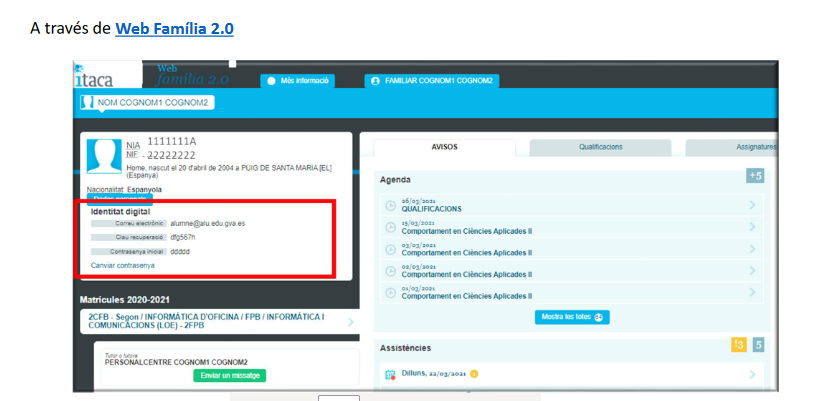 A través de Web Família 2.0
itaca
Web
família 2.0
Més informació
FAMILIAR COGNOM1 COGNOM2
NOM COGNOM1 COGNOM2
NIA 1111111A
NIF - 22222222
Home, nascut el 20 d'abril de 2004 a PUIG DE SANTA MARIA [EL]
(Espanya)
Nacionalitat Espanyola
Identitat digital
Correu electrònic alumne@alu.edu.gva.es
Clau recuperació dfg567h
Contrasenya inicial ddddd
Canviar contrasenya
Matrícules 2020-2021
2CFB - Segon / INFORMÀTICA D'OFICINA / FPB / INFORMÀTICA I
COMUNICACIONS (LOE) - 2FPB
Tutor o tutora
PERSONALCENTRE COGNOM1 COGNOM2
Enviar un missatge
AVISOS
Qualificacions
Assignatures
Agenda
+5
26/03/2021
QUALIFICACIONS
15/03/2021
Comportament en Ciències Aplicades II
03/03/2021
Comportament en Ciències Aplicades II
02/03/2021
Comportament en Ciències Aplicades II
01/03/2021
Comportament en Ciències Aplicades II
Mostra les totes
Assistències
!3
5
Dilluns, 22/03/2021